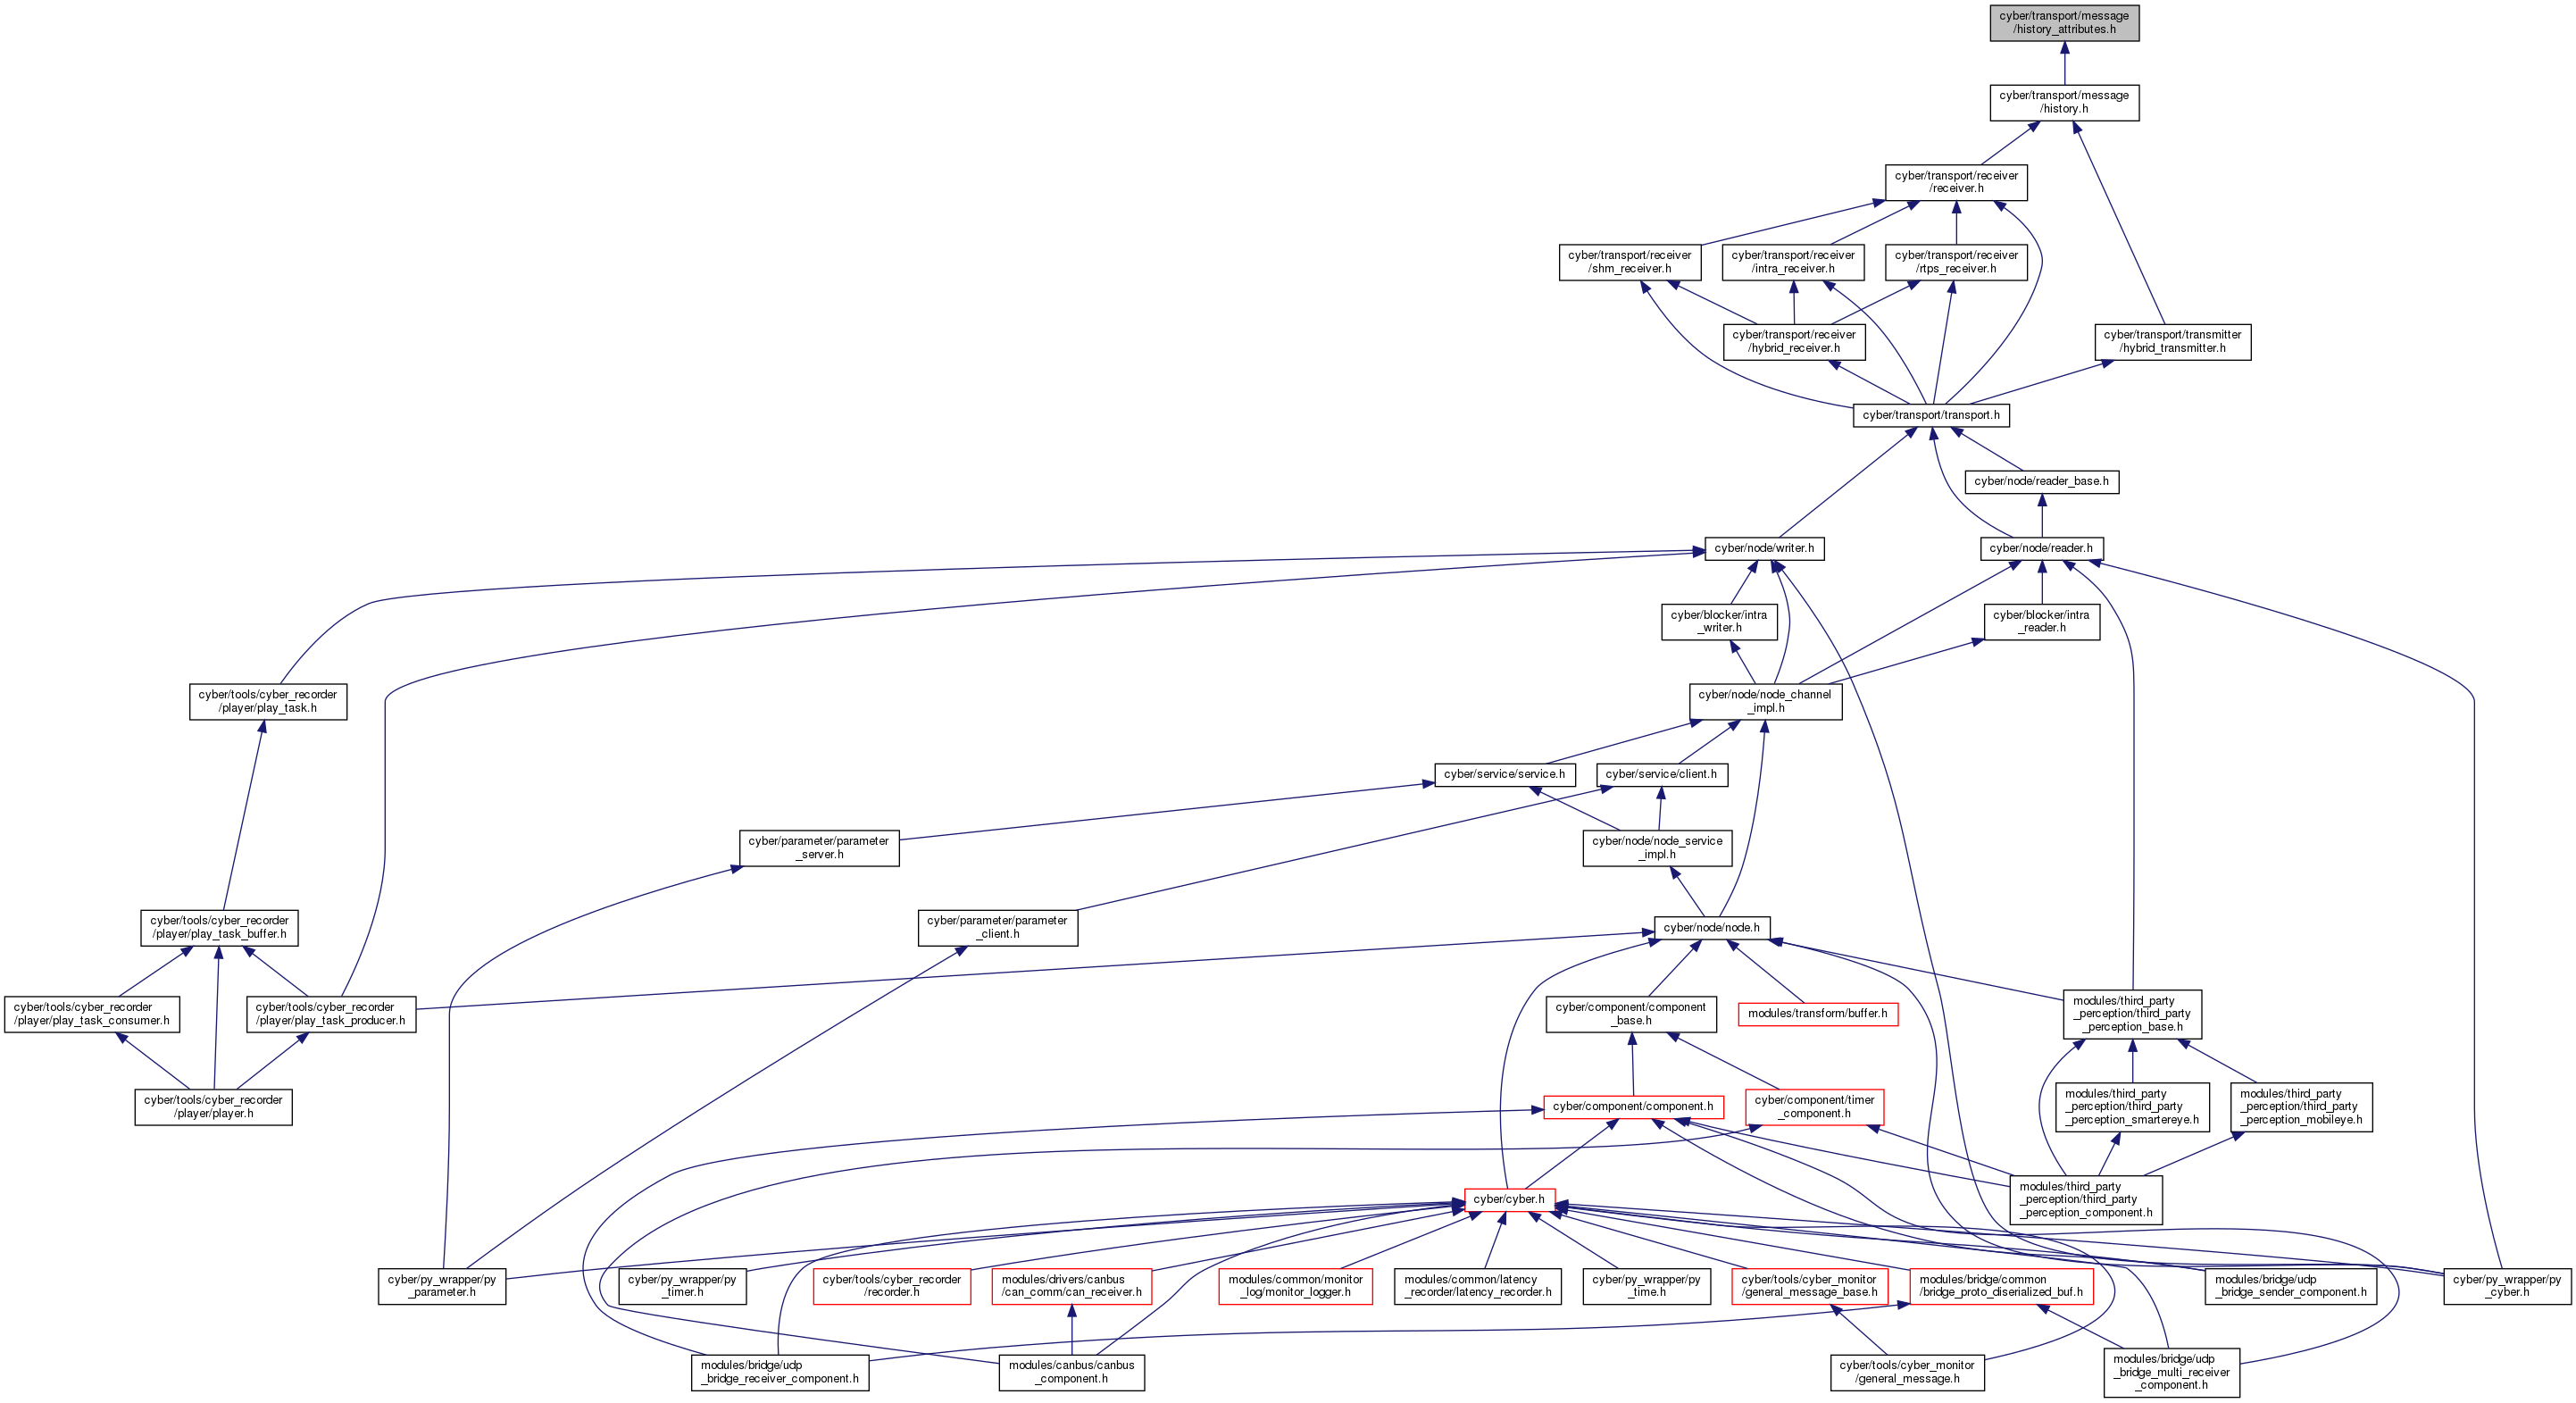 cyber/transport/message
/history_attributes.h
cyber/transport/message
/history.h
cyber/transport/receiver
/receiver.h
cyber/transport/receiver
/shm_receiver.h
cyber/transport/receiver
/intra_receiver.h
cyber/transport/receiver
/rtps_receiver.h
cyber/transport/receiver
/hybrid_receiver.h
cyber/transport/transmitter
/hybrid_transmitter.h
cyber/transport/transport.h
cyber/node/reader_base.h
cyber/node/writer.h
cyber/node/reader.h
cyber/blocker/intra
_writer.h
cyber/blocker/intra
_reader.h
cyber/tools/cyber_recorder
/player/play_task.h
cyber/node/node_channel
_impl.h
cyber/service/service.h
cyber/service/client.h
cyber/parameter/parameter
_server.h
cyber/node/node_service
_impl.h
cyber/tools/cyber_recorder
/player/play_task_buffer.h
cyber/parameter/parameter
_client.h
cyber/node/node.h
cyber/tools/cyber_recorder
/player/play_task_consumer.h
cyber/tools/cyber_recorder
/player/play_task_producer.h
cyber/component/component
_base.h
modules/transform/buffer.h
modules/third_party
_perception/third_party
_perception_base.h
cyber/tools/cyber_recorder
/player/player.h
cyber/component/component.h
cyber/component/timer
_component.h
modules/third_party
_perception/third_party
_perception_smartereye.h
modules/third_party
_perception/third_party
_perception_mobileye.h
cyber/cyber.h
modules/third_party
_perception/third_party
_perception_component.h
cyber/py_wrapper/py
_parameter.h
cyber/py_wrapper/py
_timer.h
cyber/tools/cyber_recorder
/recorder.h
modules/drivers/canbus
/can_comm/can_receiver.h
modules/common/monitor
_log/monitor_logger.h
modules/common/latency
_recorder/latency_recorder.h
cyber/py_wrapper/py
_time.h
cyber/tools/cyber_monitor
/general_message_base.h
modules/bridge/common
/bridge_proto_diserialized_buf.h
modules/bridge/udp
_bridge_sender_component.h
cyber/py_wrapper/py
_cyber.h
modules/bridge/udp
_bridge_receiver_component.h
modules/canbus/canbus
_component.h
cyber/tools/cyber_monitor
/general_message.h
modules/bridge/udp
_bridge_multi_receiver
_component.h